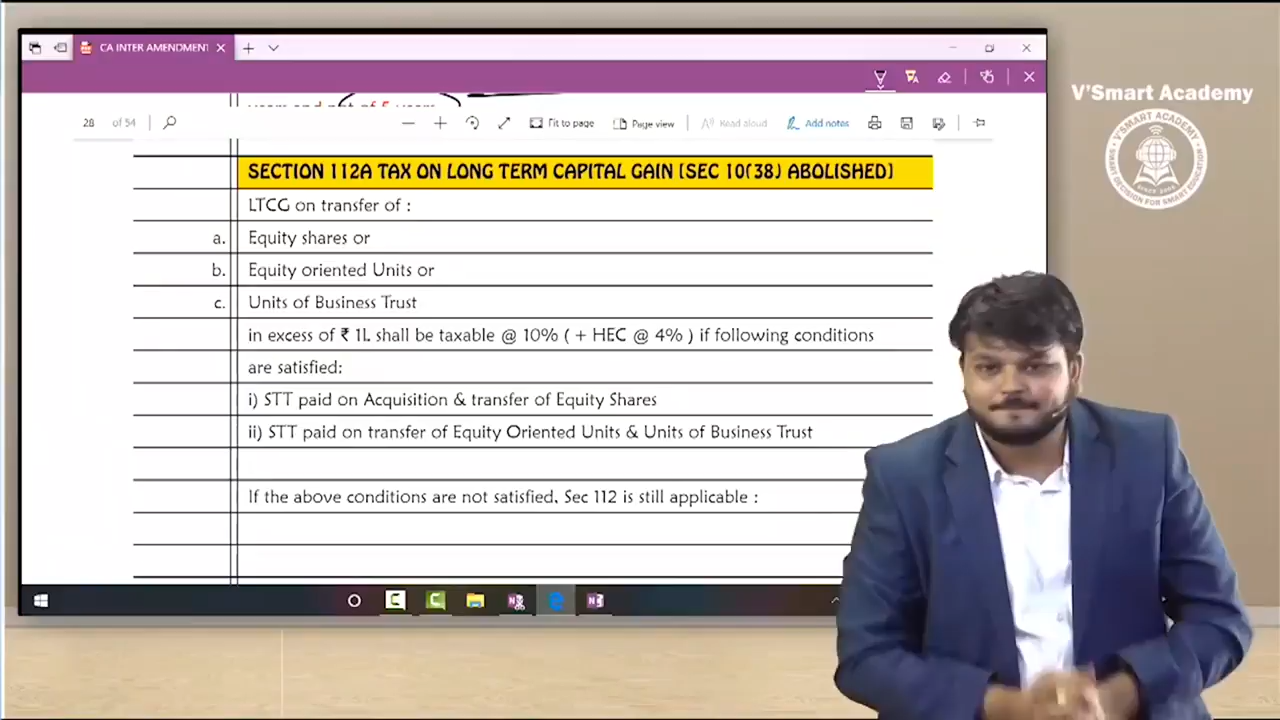 CA INTER AMENDMENT
V'Smart Academy
28 of 54
Fit to page
Page view
Read aloud
Add notes
SECTION 112A TAX ON LONG TERM CAPITAL GAIN [SEC 10(38) ABOLISHED]
LTCG on transfer of :
a. Equity shares or
b. Equity oriented Units or
c. Units of Business Trust
in excess of ₹ 1L shall be taxable @ 10% ( + HEC @ 4% ) if following conditions
are satisfied:
i) STT paid on Acquisition & transfer of Equity Shares
ii) STT paid on transfer of Equity Oriented Units & Units of Business Trust
If the above conditions are not satisfied, Sec 112 is still applicable :